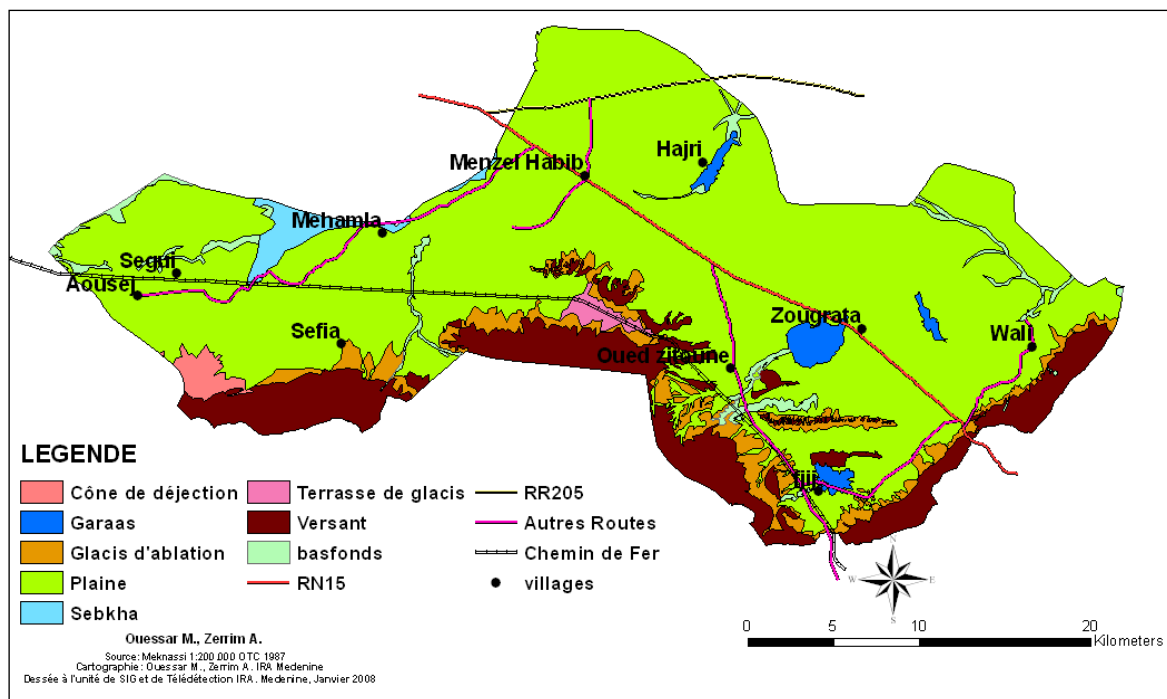 Hajri
Menzel Habib
Mehamla
Segui
Aousej
Sefia
Zougrata
Wali
Oued zitoune
fjij
LEGENDE
Cône de déjection
Garaas
Glacis d'ablation
Plaine
Sebkha
Terrasse de glacis
Versant
basfonds
RN15
RR205
Autres Routes
Chemin de Fer
villages
N
W
E
S
0 5 10 20
Kilometers
Ouessar M., Zerrim A.
Source: Meknassi 1:200.000 OTC 1987
Cartographie : Ouessar M., Zerrim A. IRA Medenine
Dessée à l'unité de SIG et de Télédétection IRA. Medenine, Janvier 2008